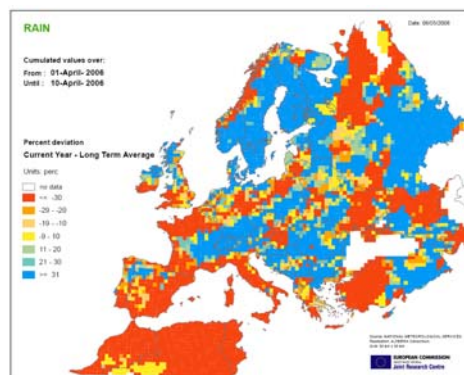 RAIN
Date: 08/05/2006
Cumulated values over:
From : 01-April- 2006
Until : 10-April- 2006
Percent deviation
Current Year - Long Term Average
Units: perc
no data
<= -30
-29 - -20
-19 - -10
-9 - 10
11 - 20
21 - 30
>= 31
EUROPEAN COMMISSION
Joint Research Centre